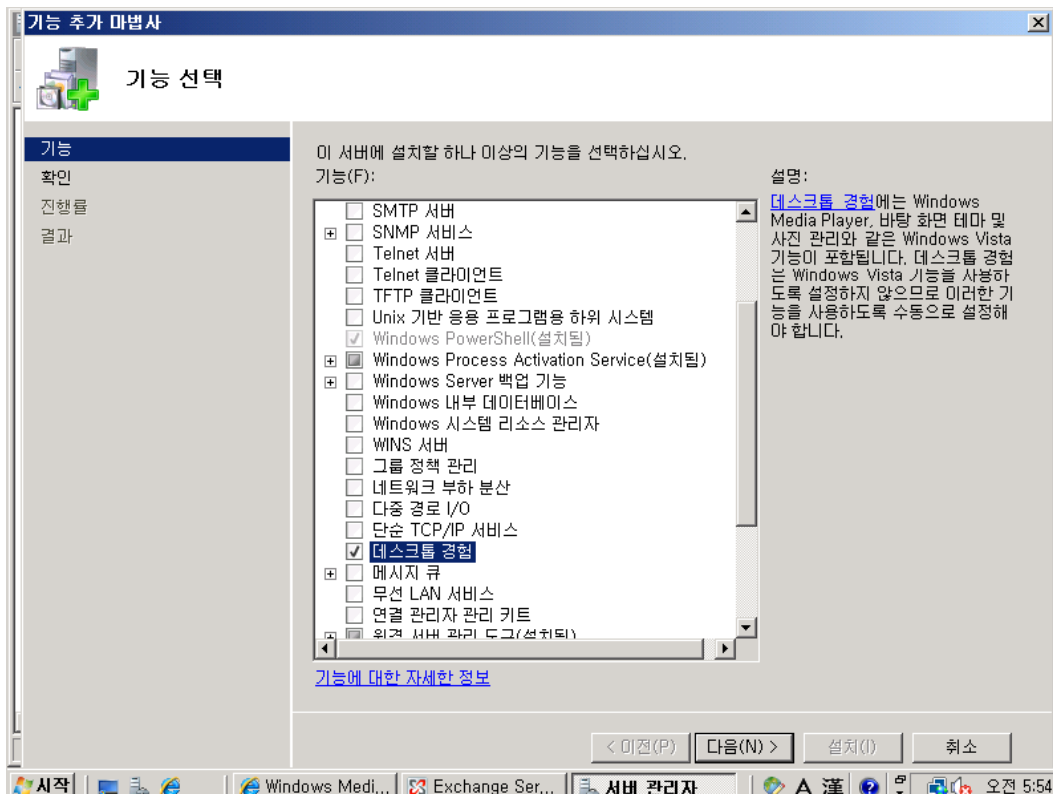 기능 추가 마법사
기능 선택
기능
확인
진행률
결과
이 서버에 설치할 하나 이상의 기능을 선택하십시오.
기능(F):
SMTP 서버
SNMP 서비스
Telnet 서버
Telnet 클라이언트
TFTP 클라이언트
Unix 기반 응용 프로그램용 하위 시스템
Windows PowerShell(설치됨)
Windows Process Activation Service(설치됨)
Windows Server 백업 기능
Windows 내부 데이터베이스
Windows 시스템 리소스 관리자
WINS 서버
그룹 정책 관리
네트워크 부하 분산
다중 경로 I/O
단순 TCP/IP 서비스
데스크톱 경험
메시지 큐
무선 LAN 서비스
연결 관리자 관리 키트
원격 서버 관리 도구(설치됨)
기능에 대한 자세한 정보
설명:
데스크톱 경험에는 Windows
Media Player, 바탕 화면 테마 및
사진 관리와 같은 Windows Vista
기능이 포함됩니다. 데스크톱 경험
은 Windows Vista 기능을 사용하
도록 설정하지 않으므로 이러한 기
능을 사용하도록 수동으로 설정해
야 합니다.
< 이전(P)
다음(N) >
설치(I)
취소
시작
Windows Medi...
Exchange Ser...
서버 관리자
A 漢
오전 5:54